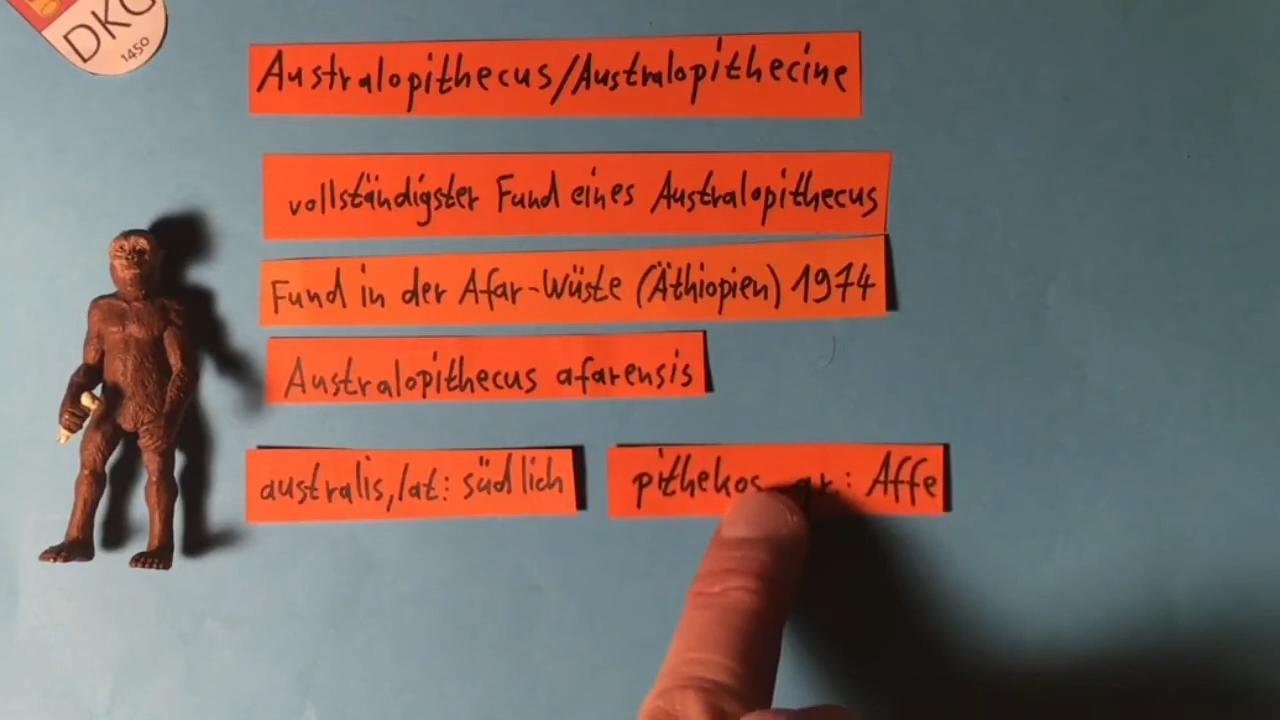 DKG
1450
Australopithecus/Australopithecine
vollständigster Fund eines Australopithecus
Fund in der Afar-Wüste (Äthiopien) 1974
Australopithecus afarensis
australis, lat: südlich
pithekos, gr: Affe